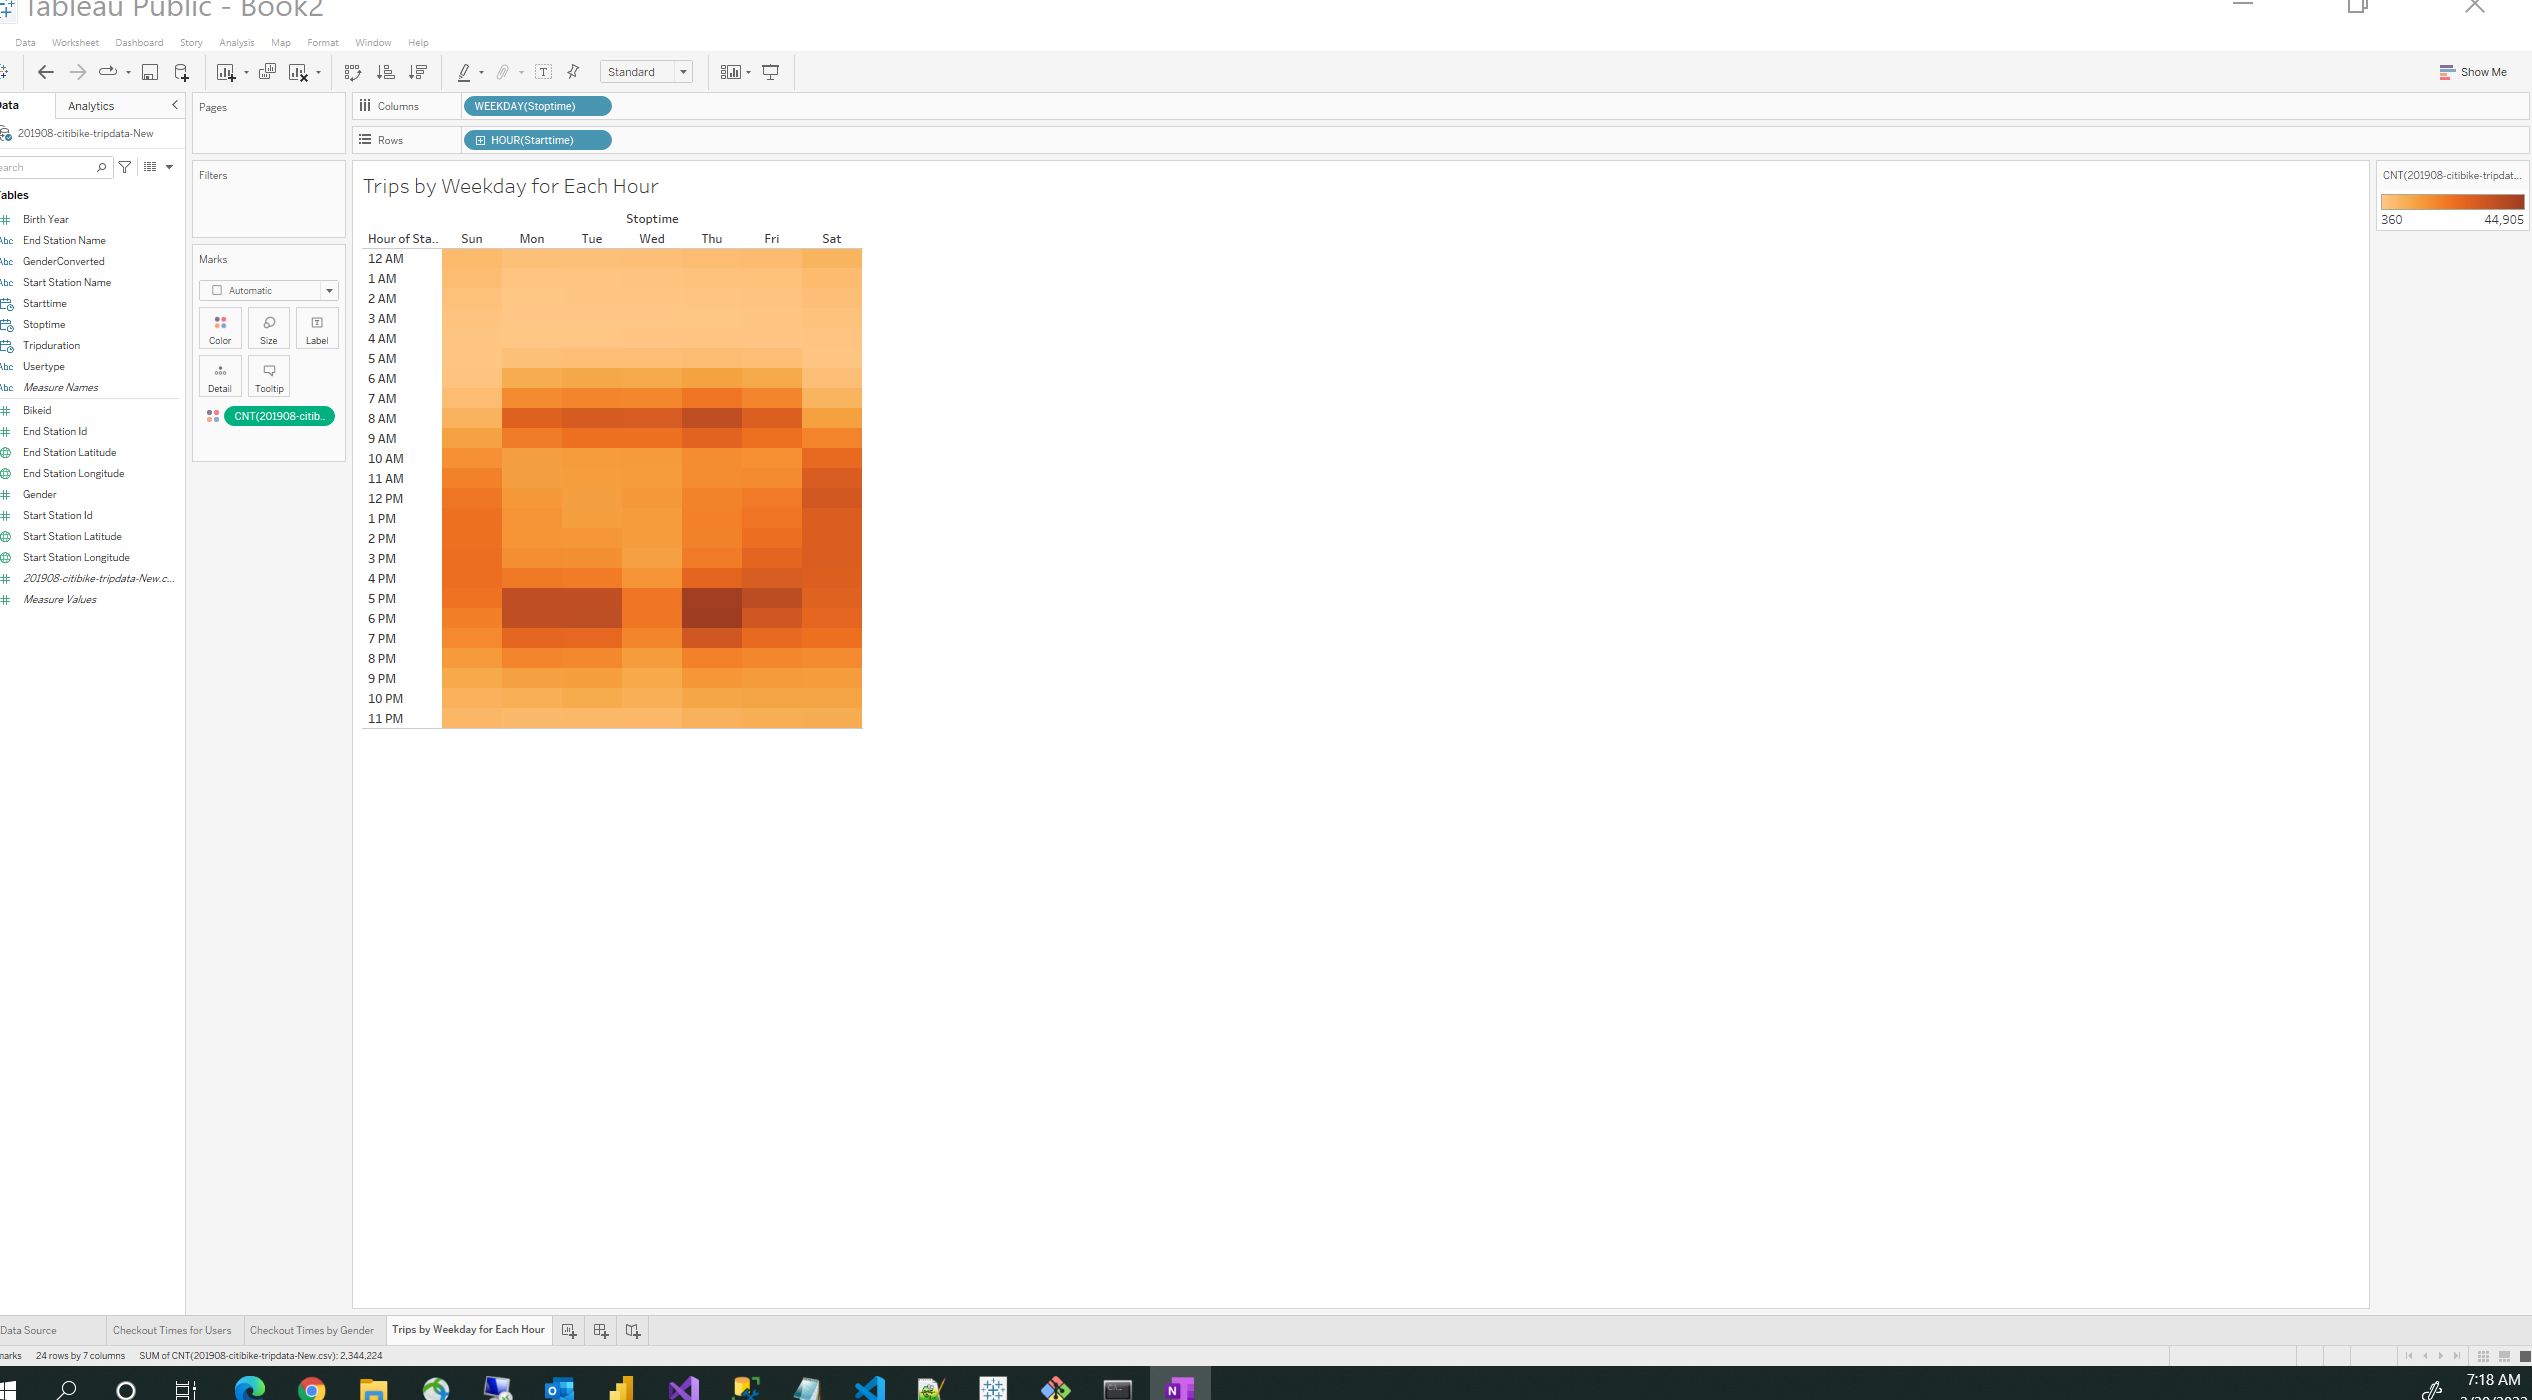 Tableau Public - Book2
Data Worksheet Dashboard Story Analysis Map Format Window Help
Standard
Show Me
Data Analytics
201908-citibike-tripdata-New
Search
Tables
Birth Year
Abc End Station Name
Abc GenderConverted
Abc Start Station Name
Starttime
Stoptime
Tripduration
Abc Usertype
Abc Measure Names
Bikeid
End Station Id
End Station Latitude
End Station Longitude
Gender
Start Station Id
Start Station Latitude
Start Station Longitude
201908-citibike-tripdata-New.c...
Measure Values
Pages
Filters
Marks
Automatic
Color Size Label
Detail Tooltip
CNT(201908-citib..
Columns WEEKDAY(Stoptime)
Rows HOUR(Starttime)
Trips by Weekday for Each Hour
Stoptime
Hour of Sta.. Sun Mon Tue Wed Thu Fri Sat
12 AM
1 AM
2 AM
3 AM
4 AM
5 AM
6 AM
7 AM
8 AM
9 AM
10 AM
11 AM
12 PM
1 PM
2 PM
3 PM
4 PM
5 PM
6 PM
7 PM
8 PM
9 PM
10 PM
11 PM
CNT(201908-citibike-tripdat...
360 44,905
Data Source Checkout Times for Users Checkout Times by Gender Trips by Weekday for Each Hour
marks 24 rows by 7 columns SUM of CNT(201908-citibike-tripdata-New.csv): 2,344,224
7:18 AM